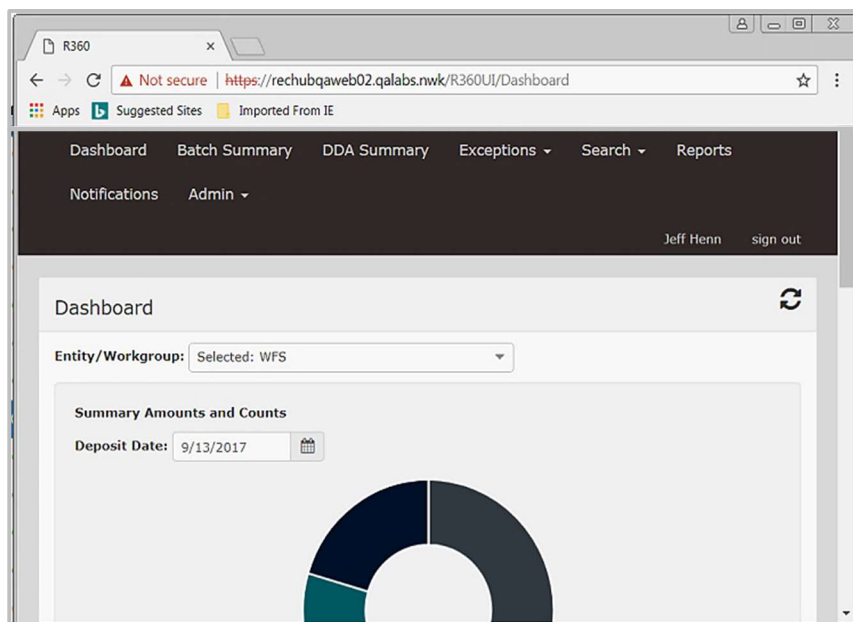 R360
Not secure | https://rechubqaweb02.qalabs.nwk/R360UI/Dashboard
Apps Suggested Sites Imported From IE
Dashboard Batch Summary DDA Summary Exceptions Search Reports
Notifications Admin
Jeff Henn sign out
Dashboard
Entity/Workgroup: Selected: WFS
Summary Amounts and Counts
Deposit Date: 9/13/2017